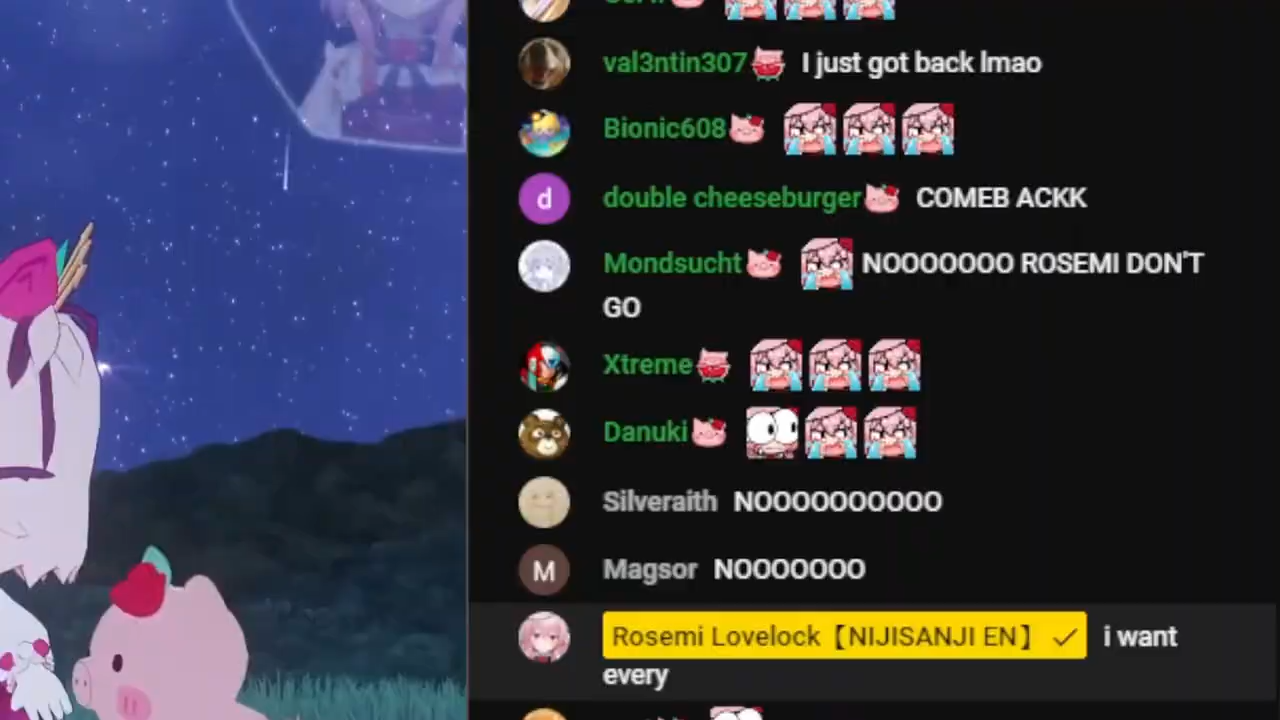 val3ntin307 I just got back lmao
Bionic608
d
double cheeseburger COMEB ACKK
Mondsucht NOOOOOOO ROSEMI DON'T
GO
Xtreme
Danuki
Silveraith NOOOOOOOOOO
M
Magsor NOOOOOOO
Rosemi Lovelock【NIJISANJI EN】 i want
every